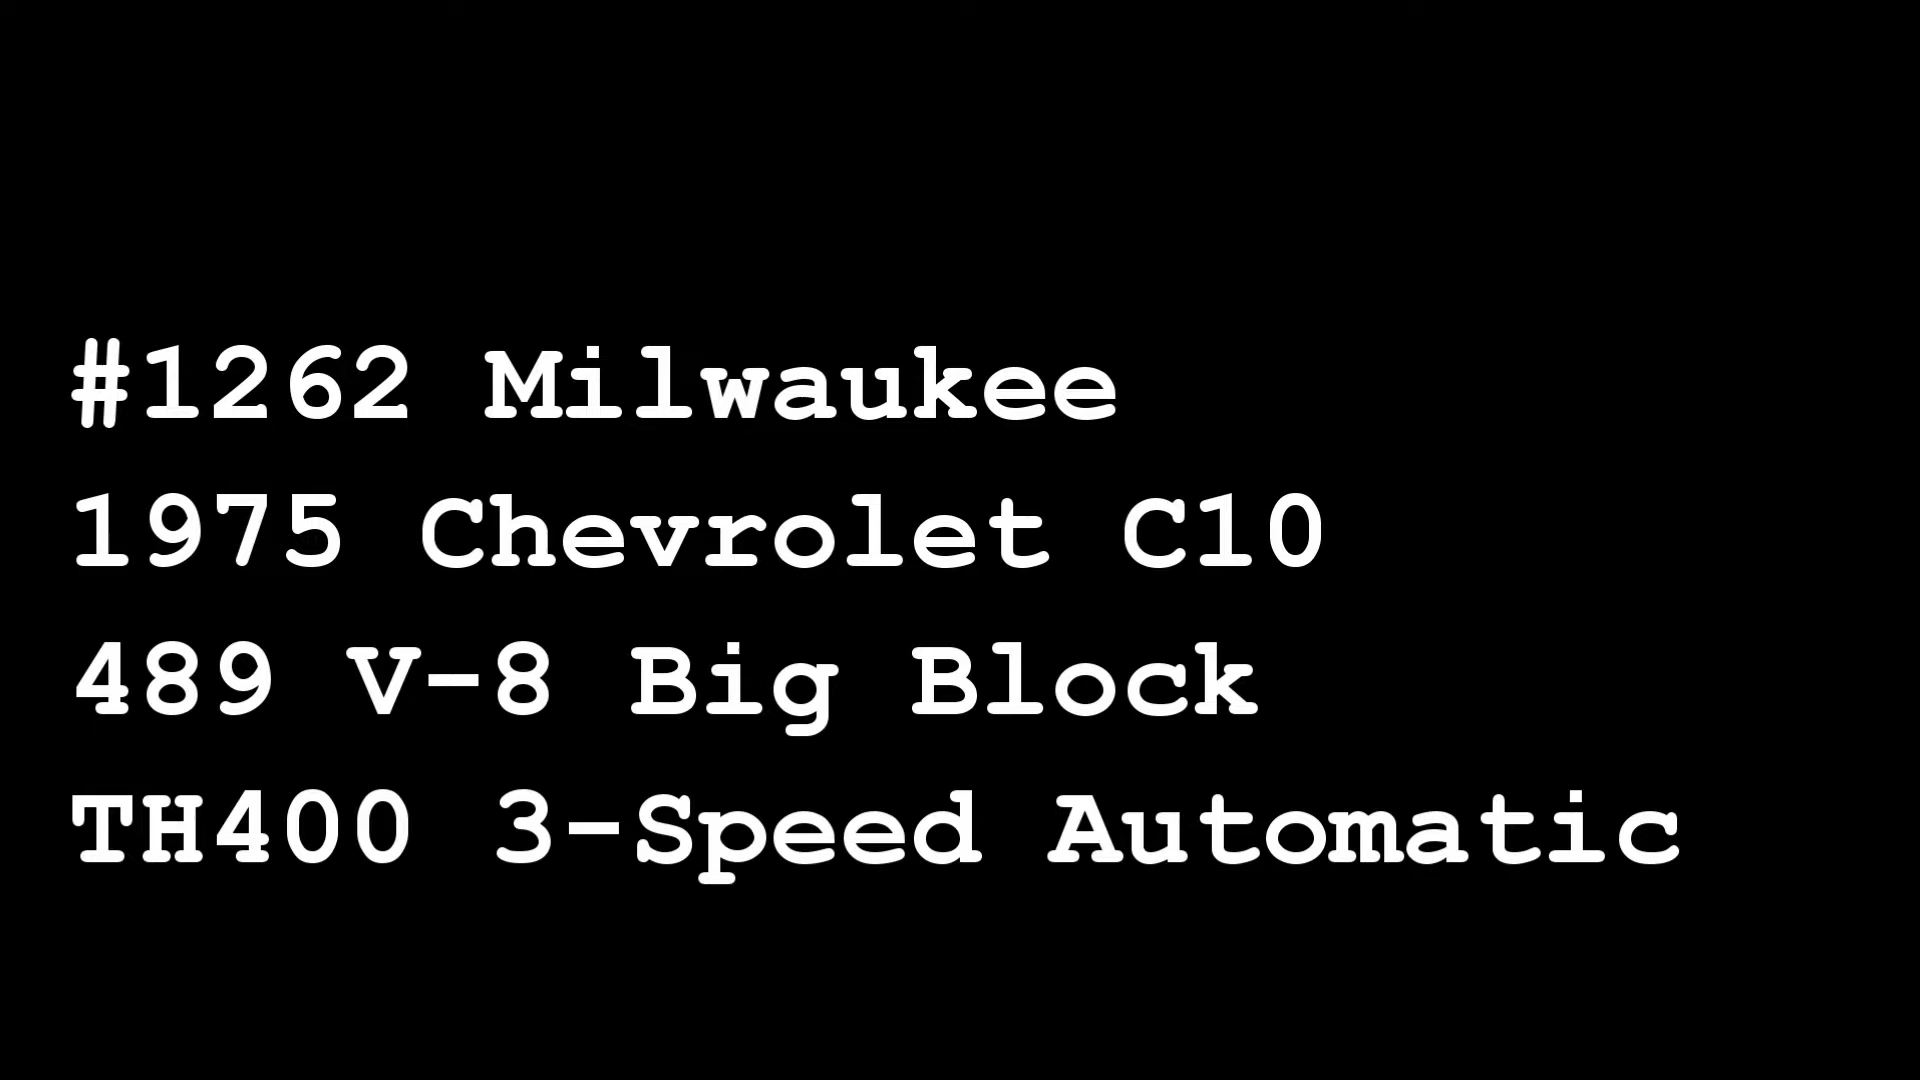 #1262 Milwaukee
1975 Chevrolet C10
489 V-8 Big Block
TH400 3-Speed Automatic